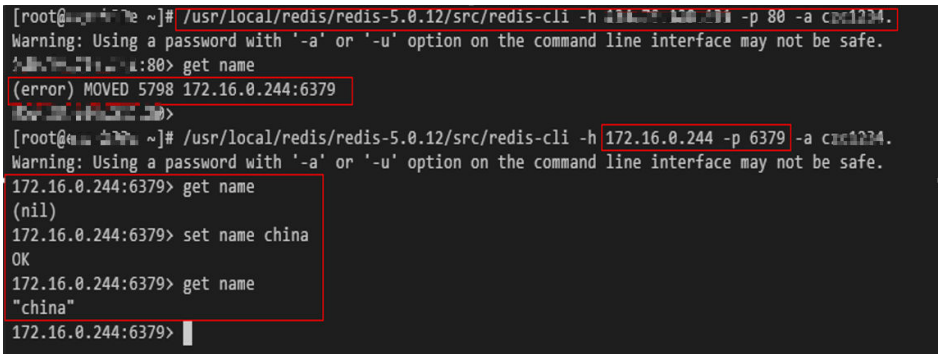 [root@ ~]# /usr/local/redis/redis-5.0.12/src/redis-cli -h -p 80 -a
Warning: Using a password with '-a' or '-u' option on the command line interface may not be safe.
:80> get name
(error) MOVED 5798 172.16.0.244:6379
>
[root@ ~]# /usr/local/redis/redis-5.0.12/src/redis-cli -h 172.16.0.244 -p 6379 -a
Warning: Using a password with '-a' or '-u' option on the command line interface may not be safe.
172.16.0.244:6379> get name
(nil)
172.16.0.244:6379> set name china
OK
172.16.0.244:6379> get name
"china"
172.16.0.244:6379>